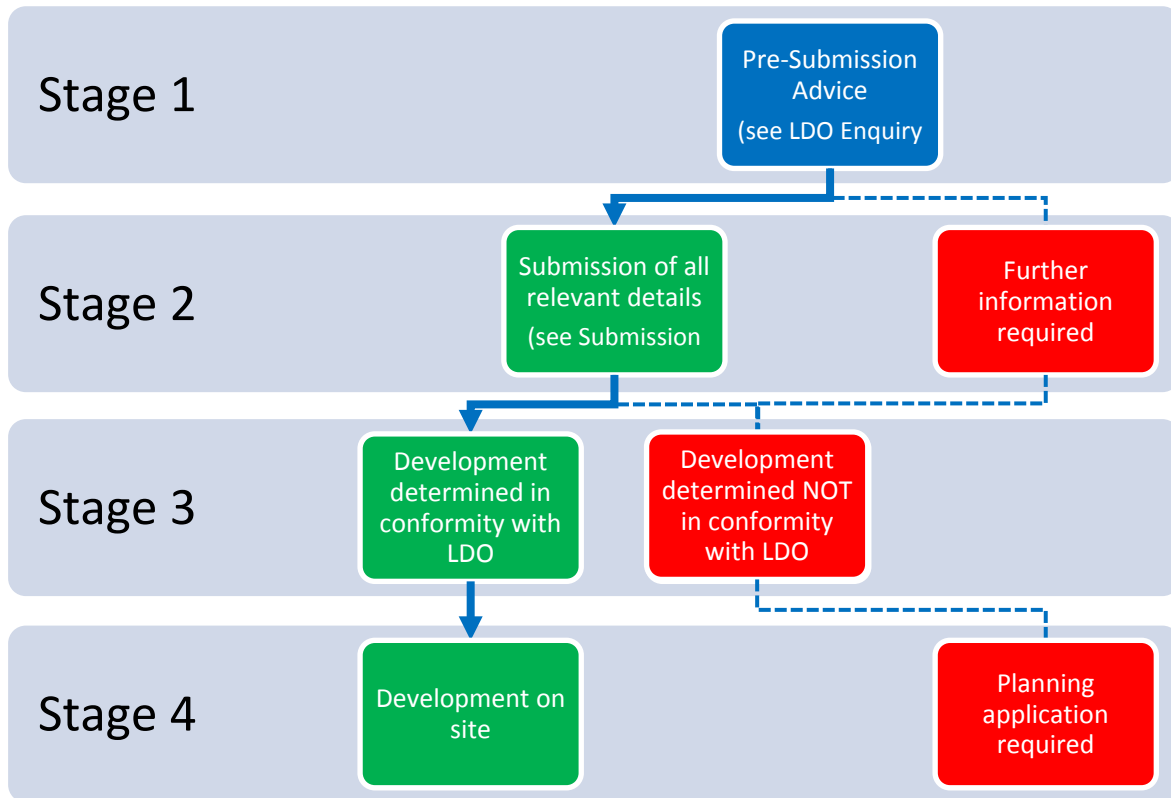 Stage 1
Pre-Submission
Advice
(see LDO Enquiry
Stage 2
Submission of all
relevant details
(see Submission
Further
information
required
Stage 3
Development
determined in
conformity with
LDO
Development
determined NOT
in conformity
with LDO
Stage 4
Development on
site
Planning
application
required